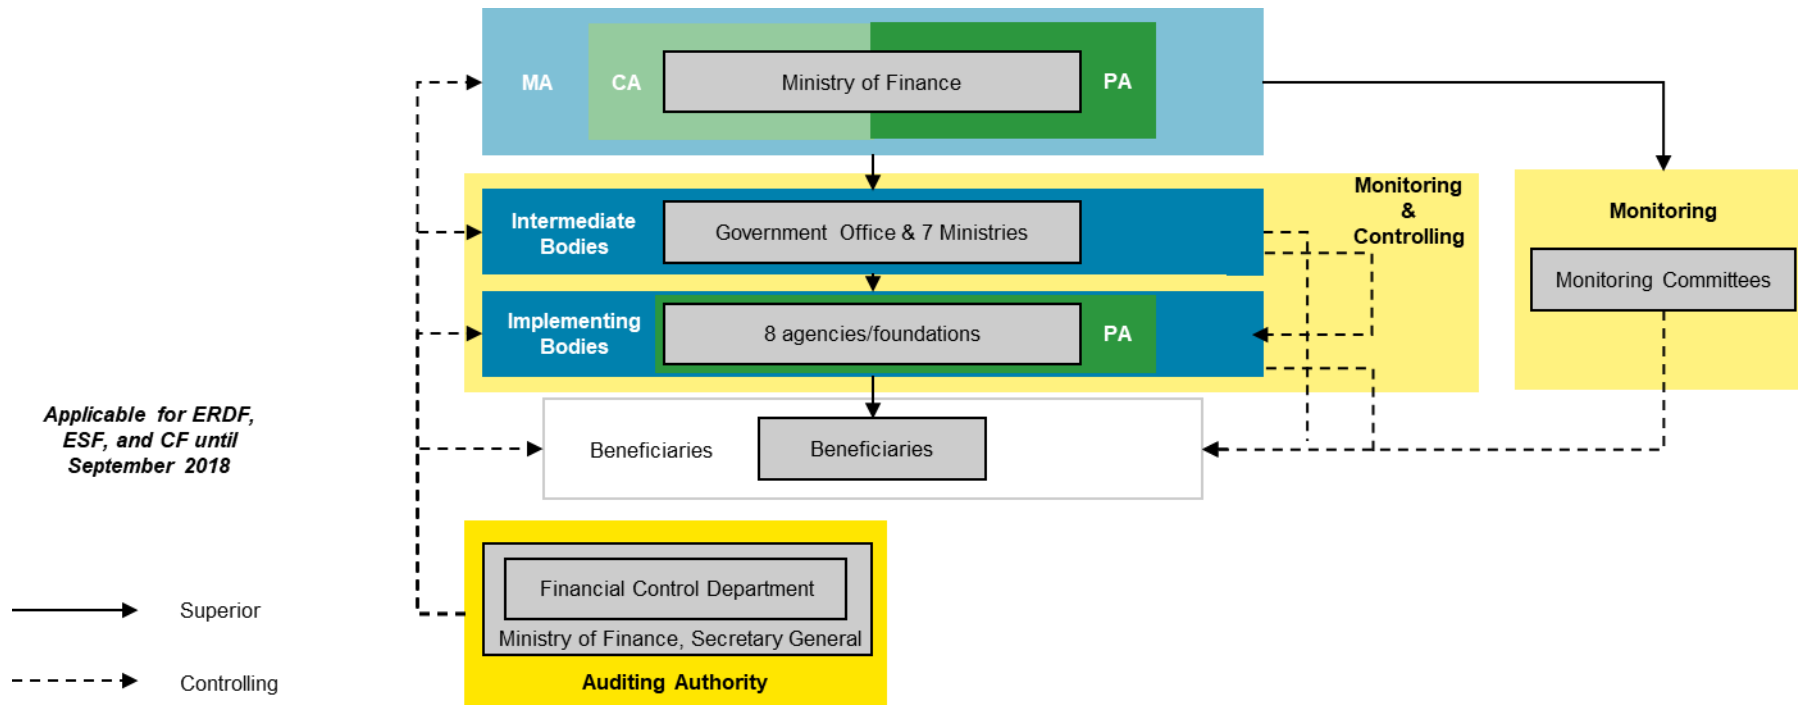 MA
CA
Ministry of Finance
PA
Intermediate
Bodies
Government Office & 7 Ministries
Monitoring
&
Controlling
Monitoring
Monitoring Committees
Implementing
Bodies
8 agencies/foundations
PA
Applicable for ERDF,
ESF, and CF until
September 2018
Beneficiaries
Beneficiaries
Financial Control Department
Ministry of Finance, Secretary General
Auditing Authority
Superior
Controlling